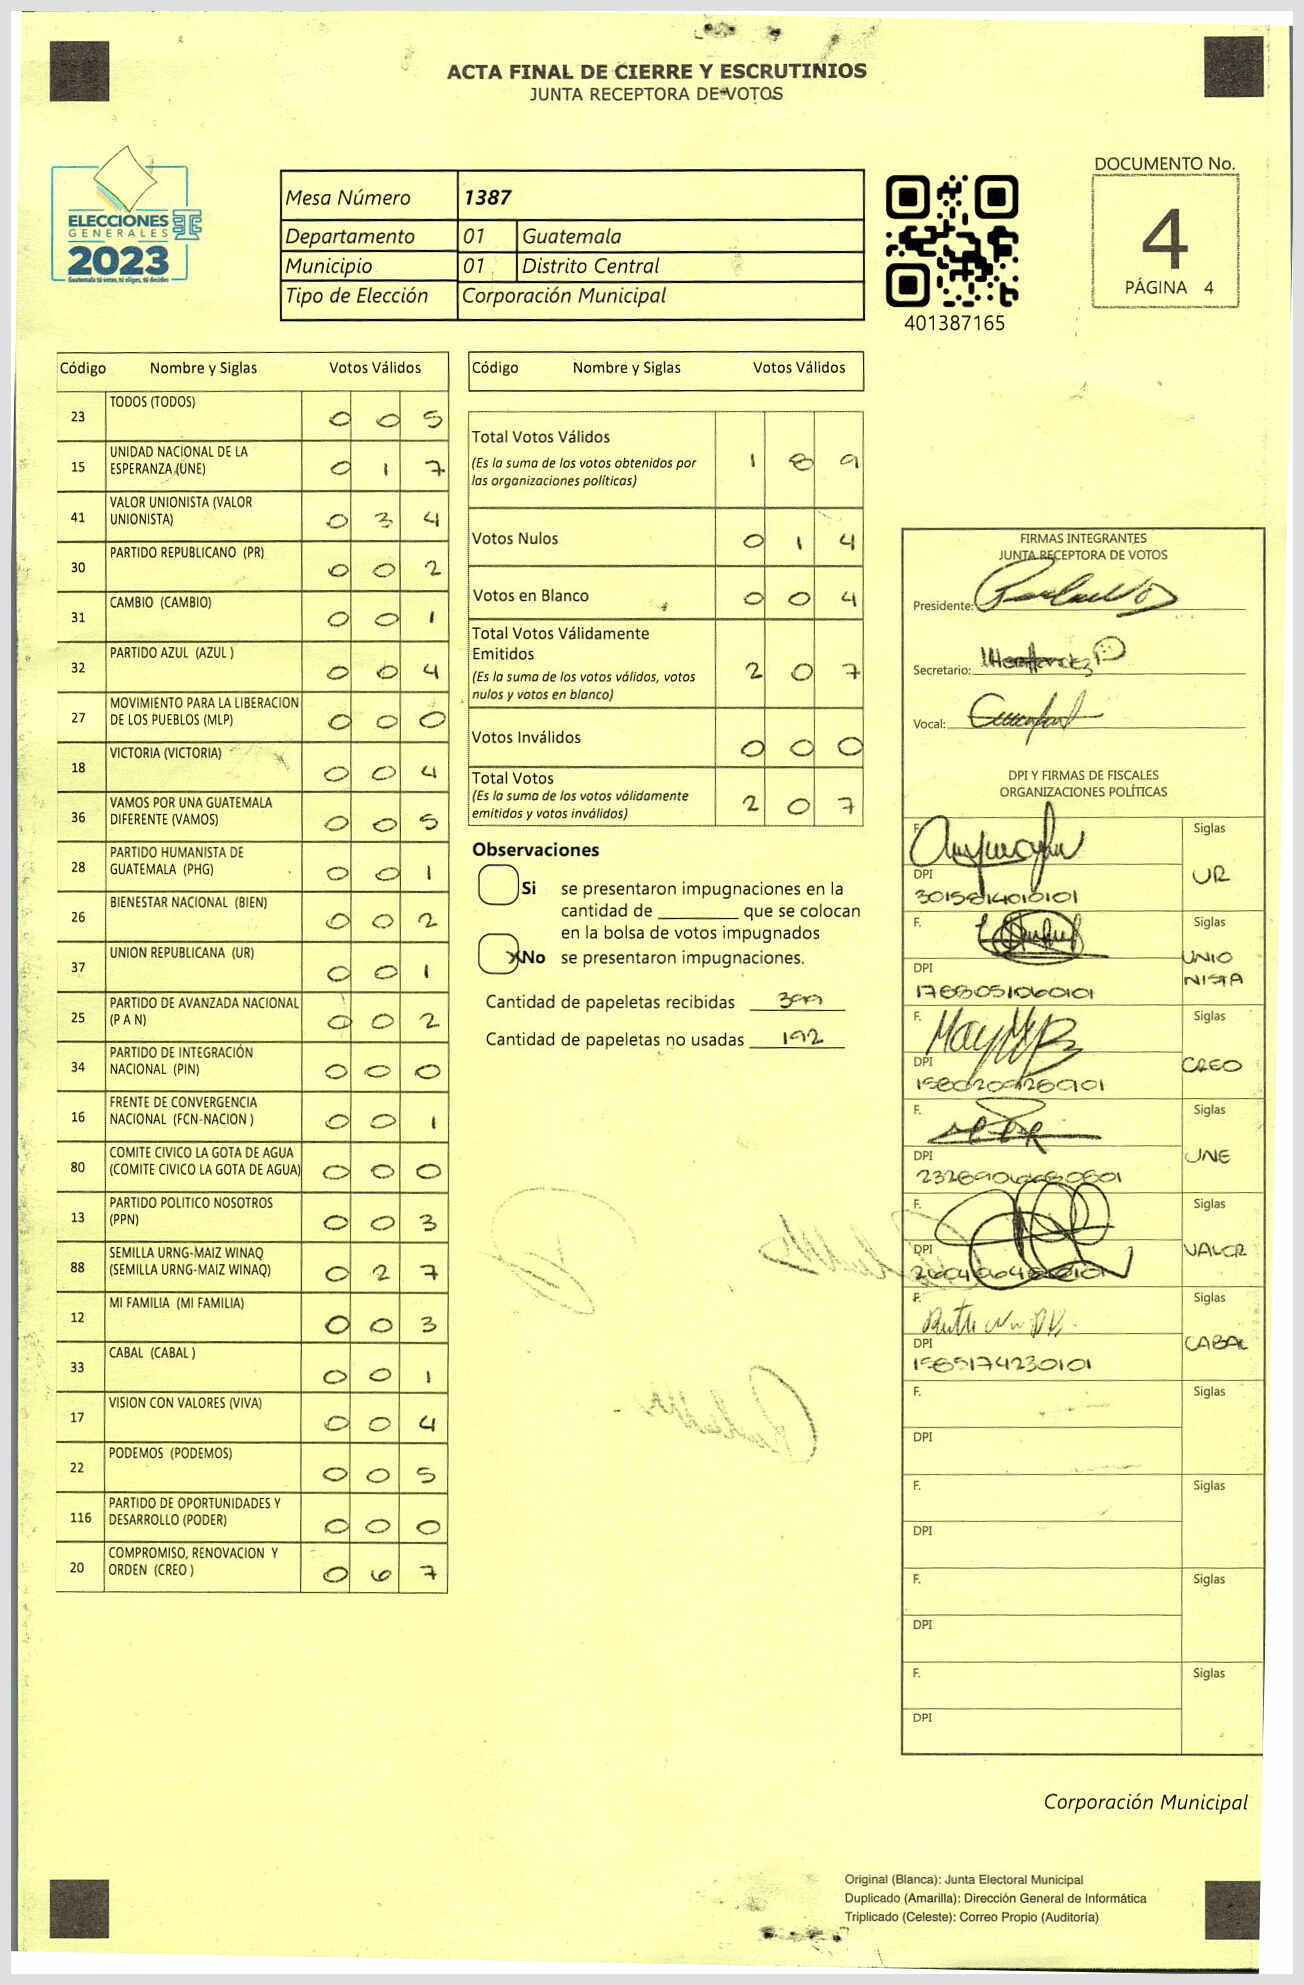 ACTA FINAL DE CIERRE Y ESCRUTINIOS
JUNTA RECEPTORA DE VOTOS
ELECCIONES
GENERALES
2023
Guatemala tú votas, tú eliges, tú decides
Mesa Número 1387
Departamento 01 Guatemala
Municipio 01 Distrito Central
Tipo de Elección Corporación Municipal
401387165
DOCUMENTO No.
4
PÁGINA 4
Código Nombre y Siglas Votos Válidos
23 TODOS (TODOS) 0 0 5
15 UNIDAD NACIONAL DE LA
ESPERANZA (UNE) 0 1 7
41 VALOR UNIONISTA (VALOR
UNIONISTA) 0 3 4
30 PARTIDO REPUBLICANO (PR) 0 0 2
31 CAMBIO (CAMBIO) 0 0 1
32 PARTIDO AZUL (AZUL ) 0 0 4
27 MOVIMIENTO PARA LA LIBERACION
DE LOS PUEBLOS (MLP) 0 0 0
18 VICTORIA (VICTORIA) 0 0 4
36 VAMOS POR UNA GUATEMALA
DIFERENTE (VAMOS) 0 0 5
28 PARTIDO HUMANISTA DE
GUATEMALA (PHG) 0 0 1
26 BIENESTAR NACIONAL (BIEN) 0 0 2
37 UNION REPUBLICANA (UR) 0 0 1
25 PARTIDO DE AVANZADA NACIONAL
(P A N) 0 0 2
34 PARTIDO DE INTEGRACIÓN
NACIONAL (PIN) 0 0 0
16 FRENTE DE CONVERGENCIA
NACIONAL (FCN-NACION ) 0 0 1
80 COMITE CIVICO LA GOTA DE AGUA
(COMITE CIVICO LA GOTA DE AGUA) 0 0 0
13 PARTIDO POLITICO NOSOTROS
(PPN) 0 0 3
88 SEMILLA URNG-MAIZ WINAQ
(SEMILLA URNG-MAIZ WINAQ) 0 2 7
12 MI FAMILIA (MI FAMILIA) 0 0 3
33 CABAL (CABAL ) 0 0 1
17 VISION CON VALORES (VIVA) 0 0 4
22 PODEMOS (PODEMOS) 0 0 5
116 PARTIDO DE OPORTUNIDADES Y
DESARROLLO (PODER) 0 0 0
20 COMPROMISO, RENOVACION Y
ORDEN (CREO ) 0 6 7
Código Nombre y Siglas Votos Válidos
Total Votos Válidos
(Es la suma de los votos obtenidos por
las organizaciones políticas) 1 8 9
Votos Nulos 0 1 4
Votos en Blanco 0 0 4
Total Votos Válidamente
Emitidos
(Es la suma de los votos válidos, votos
nulos y votos en blanco) 2 0 7
Votos Inválidos 0 0 0
Total Votos
(Es la suma de los votos válidamente
emitidos y votos inválidos) 2 0 7
Observaciones
Si se presentaron impugnaciones en la
cantidad de ________ que se colocan
en la bolsa de votos impugnados
X No se presentaron impugnaciones.
Cantidad de papeletas recibidas 399
Cantidad de papeletas no usadas 192
FIRMAS INTEGRANTES
JUNTA RECEPTORA DE VOTOS
Presidente:
Secretario:
Vocal:
DPI Y FIRMAS DE FISCALES
ORGANIZACIONES POLÍTICAS
F. Siglas
UR
DPI
F. Siglas
UNIO
NISTA
DPI
1788051060101
F. Siglas
CREO
DPI
F. Siglas
UNE
DPI
F. Siglas
VALOR
DPI
F. Siglas
CABAL
DPI
1585174230101
F. Siglas
DPI
F. Siglas
DPI
F. Siglas
DPI
F. Siglas
DPI
Corporación Municipal
Original (Blanca): Junta Electoral Municipal
Duplicado (Amarilla): Dirección General de Informática
Triplicado (Celeste): Correo Propio (Auditoría)